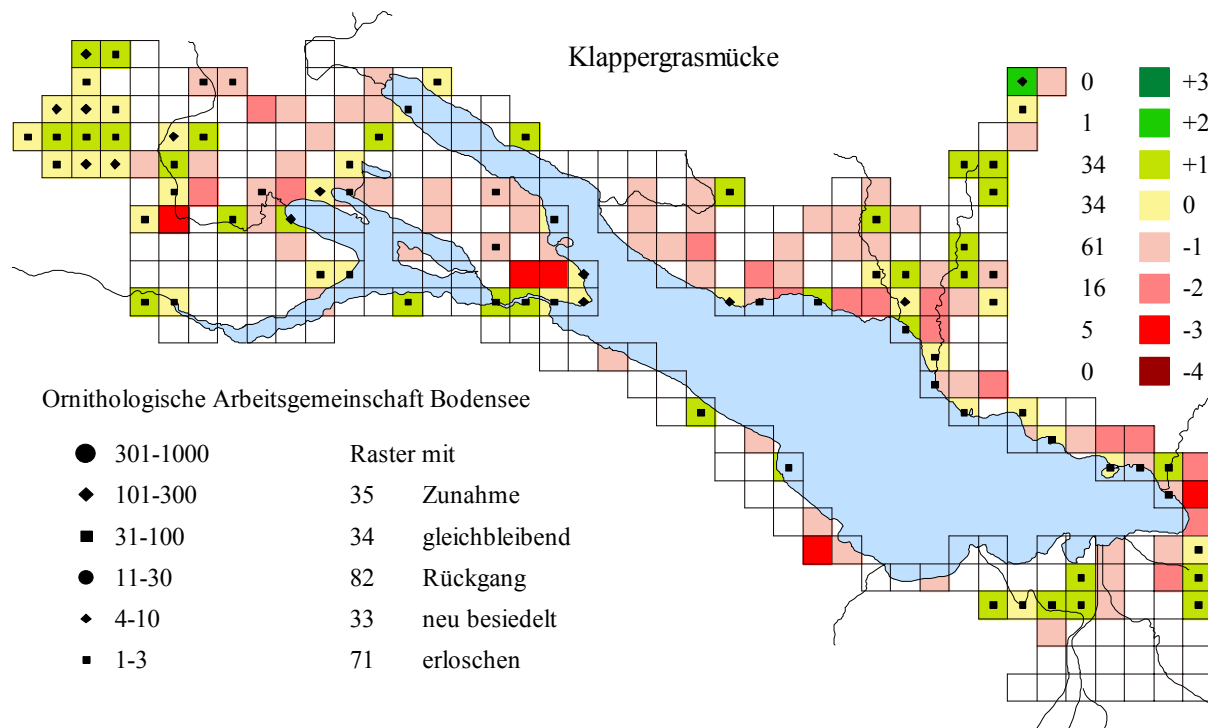 Klappergrasmücke
0 +3
1 +2
34 +1
34 0
61 -1
16 -2
5 -3
0 -4
Ornithologische Arbeitsgemeinschaft Bodensee
301-1000 Raster mit
101-300 35 Zunahme
31-100 34 gleichbleibend
11-30 82 Rückgang
4-10 33 neu besiedelt
1-3 71 erloschen